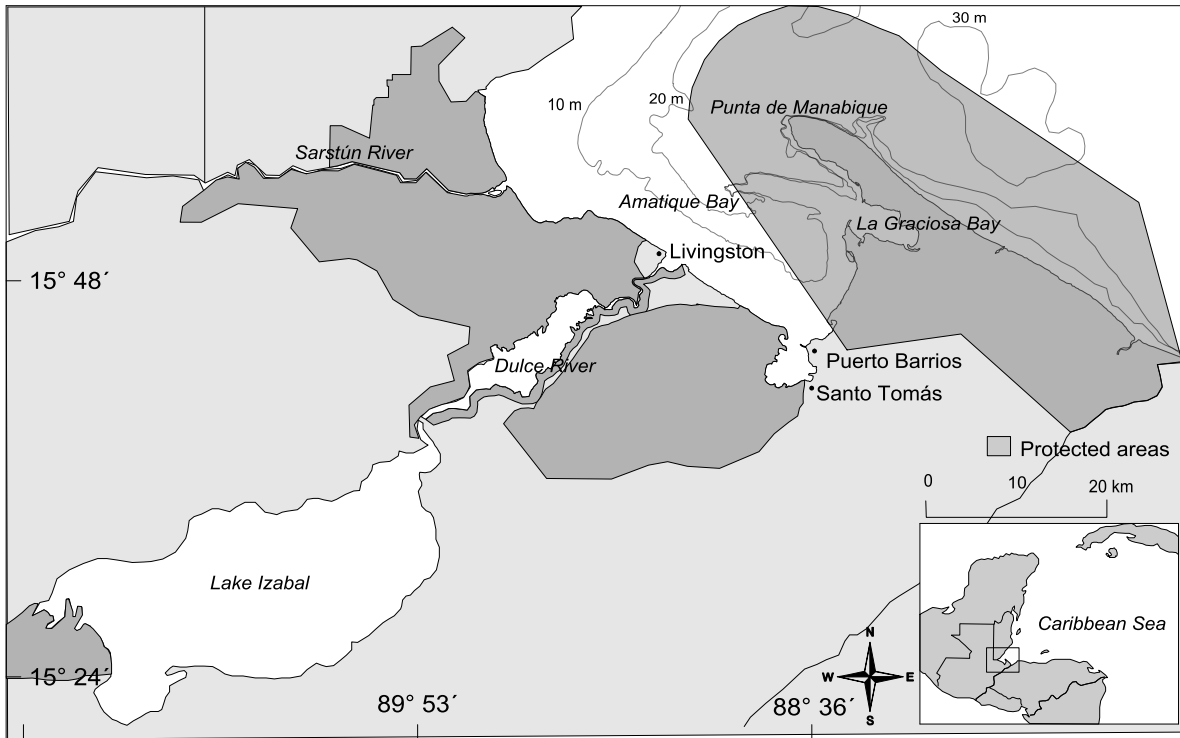 30 m
10 m
20 m
Punta de Manabique
Sarstún River
Amatique Bay
La Graciosa Bay
Livingston
15° 48´
Dulce River
Puerto Barrios
Santo Tomás
Protected areas
0 10 20 km
Lake Izabal
Caribbean Sea
N
W E
S
15° 24´
89° 53´
88° 36´